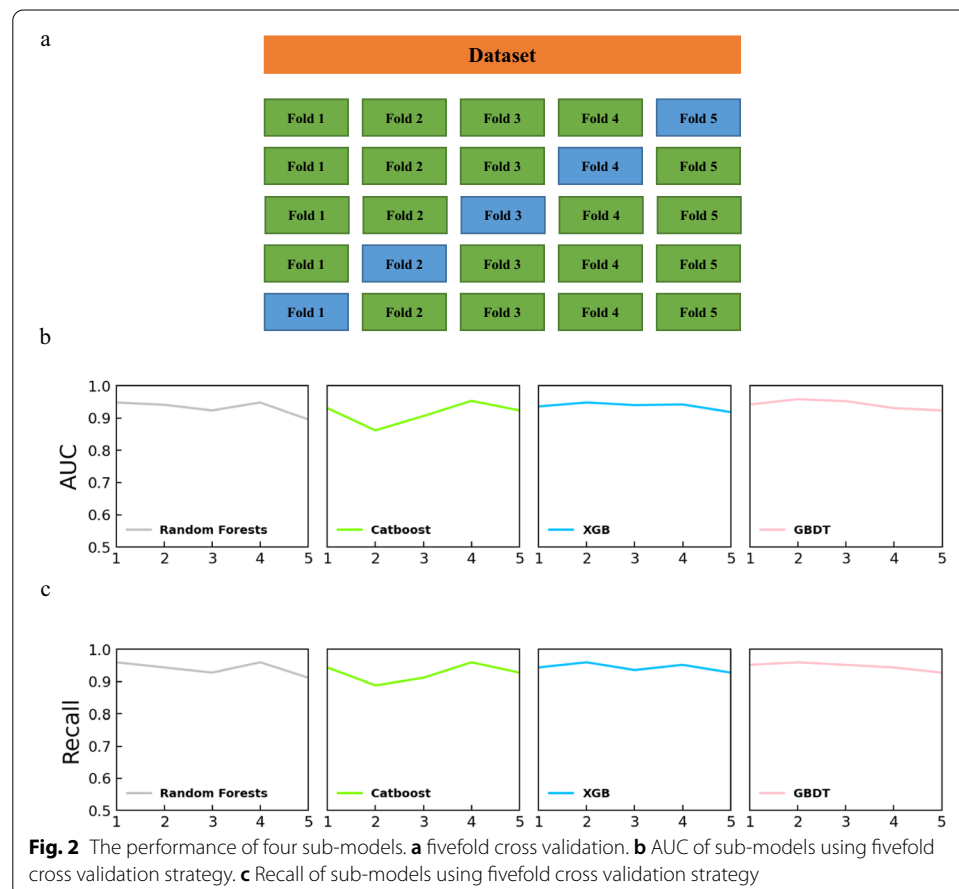 a
Dataset
Fold 1 Fold 2 Fold 3 Fold 4 Fold 5
Fold 1 Fold 2 Fold 3 Fold 4 Fold 5
Fold 1 Fold 2 Fold 3 Fold 4 Fold 5
Fold 1 Fold 2 Fold 3 Fold 4 Fold 5
Fold 1 Fold 2 Fold 3 Fold 4 Fold 5
b
AUC
1.0
0.9
0.8
0.7
0.6
0.5
Random Forests Catboost XGB GBDT
1 2 3 4 5 1 2 3 4 5 1 2 3 4 5 1 2 3 4 5
c
Recall
1.0
0.9
0.8
0.7
0.6
0.5
Random Forests Catboost XGB GBDT
1 2 3 4 5 1 2 3 4 5 1 2 3 4 5 1 2 3 4 5
Fig. 2 The performance of four sub-models. a fivefold cross validation. b AUC of sub-models using fivefold
cross validation strategy. c Recall of sub-models using fivefold cross validation strategy